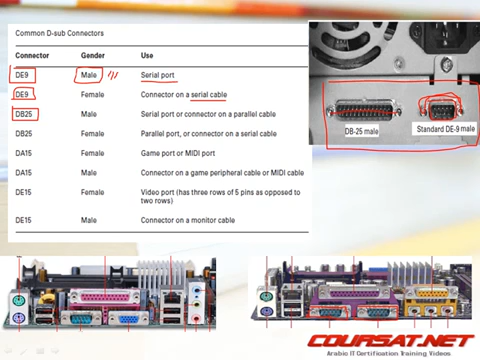 Common D-sub Connectors
Connector Gender Use
DE9 Male Serial port
DE9 Female Connector on a serial cable
DB25 Male Serial port or connector on a parallel cable
DB25 Female Parallel port, or connector on a serial cable
DA15 Female Game port or MIDI port
DA15 Male Connector on a game peripheral cable or MIDI cable
DE15 Female Video port (has three rows of 5 pins as opposed to
two rows)
DE15 Male Connector on a monitor cable
DB-25 male
Standard DE-9 male
COURSAT.NET
Arabic IT Certification Training Videos